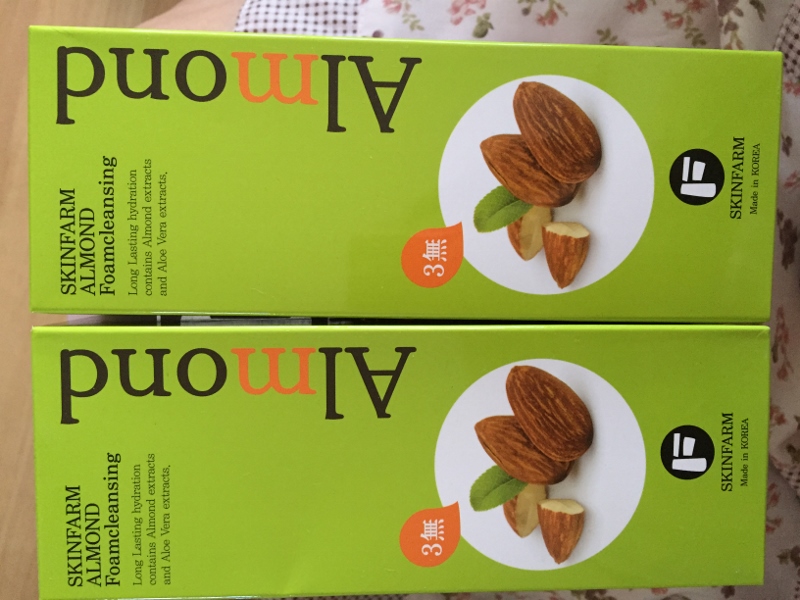 Almond
SKINFARM
ALMOND
Foamcleansing
Long Lasting hydration
contains Almond extracts
and Aloe Vera extracts,
3無
SKINFARM
Made in KOREA
Almond
SKINFARM
ALMOND
Foamcleansing
Long Lasting hydration
contains Almond extracts
and Aloe Vera extracts,
3無
SKINFARM
Made in KOREA